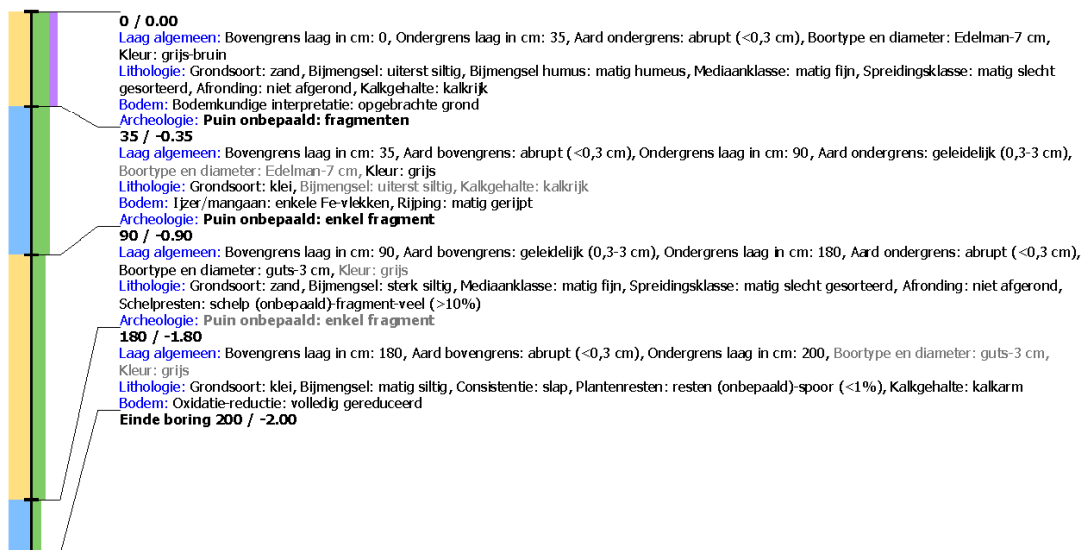 0 / 0.00
Laag algemeen: Bovengrens laag in cm: 0, Ondergrens laag in cm: 35, Aard ondergrens: abrupt (<0,3 cm), Boortype en diameter: Edelman-7 cm,
Kleur: grijs-bruin
Lithologie: Grondsoort: zand, Bijmengsel: uiterst siltig, Bijmengsel humus: matig humeus, Mediaanklasse: matig fijn, Spreidingsklasse: matig slecht
gesorteerd, Afronding: niet afgerond, Kalkgehalte: kalkrijk
Bodem: Bodemkundige interpretatie: opgebrachte grond
Archeologie: Puin onbepaald: fragmenten
35 / -0.35
Laag algemeen: Bovengrens laag in cm: 35, Aard bovengrens: abrupt (<0,3 cm), Ondergrens laag in cm: 90, Aard ondergrens: geleidelijk (0,3-3 cm),
Boortype en diameter: Edelman-7 cm, Kleur: grijs
Lithologie: Grondsoort: klei, Bijmengsel: uiterst siltig, Kalkgehalte: kalkrijk
Bodem: Ijzer/mangaan: enkele Fe-vlekken, Rijping: matig gerijpt
Archeologie: Puin onbepaald: enkel fragment
90 / -0.90
Laag algemeen: Bovengrens laag in cm: 90, Aard bovengrens: geleidelijk (0,3-3 cm), Ondergrens laag in cm: 180, Aard ondergrens: abrupt (<0,3 cm),
Boortype en diameter: guts-3 cm, Kleur: grijs
Lithologie: Grondsoort: zand, Bijmengsel: sterk siltig, Mediaanklasse: matig fijn, Spreidingsklasse: matig slecht gesorteerd, Afronding: niet afgerond,
Schelpresten: schelp (onbepaald)-fragment-veel (>10%)
Archeologie: Puin onbepaald: enkel fragment
180 / -1.80
Laag algemeen: Bovengrens laag in cm: 180, Aard bovengrens: abrupt (<0,3 cm), Ondergrens laag in cm: 200, Boortype en diameter: guts-3 cm,
Kleur: grijs
Lithologie: Grondsoort: klei, Bijmengsel: matig siltig, Consistentie: slap, Plantenresten: resten (onbepaald)-spoor (<1%), Kalkgehalte: kalkarm
Bodem: Oxidatie-reductie: volledig gereduceerd
Einde boring 200 / -2.00